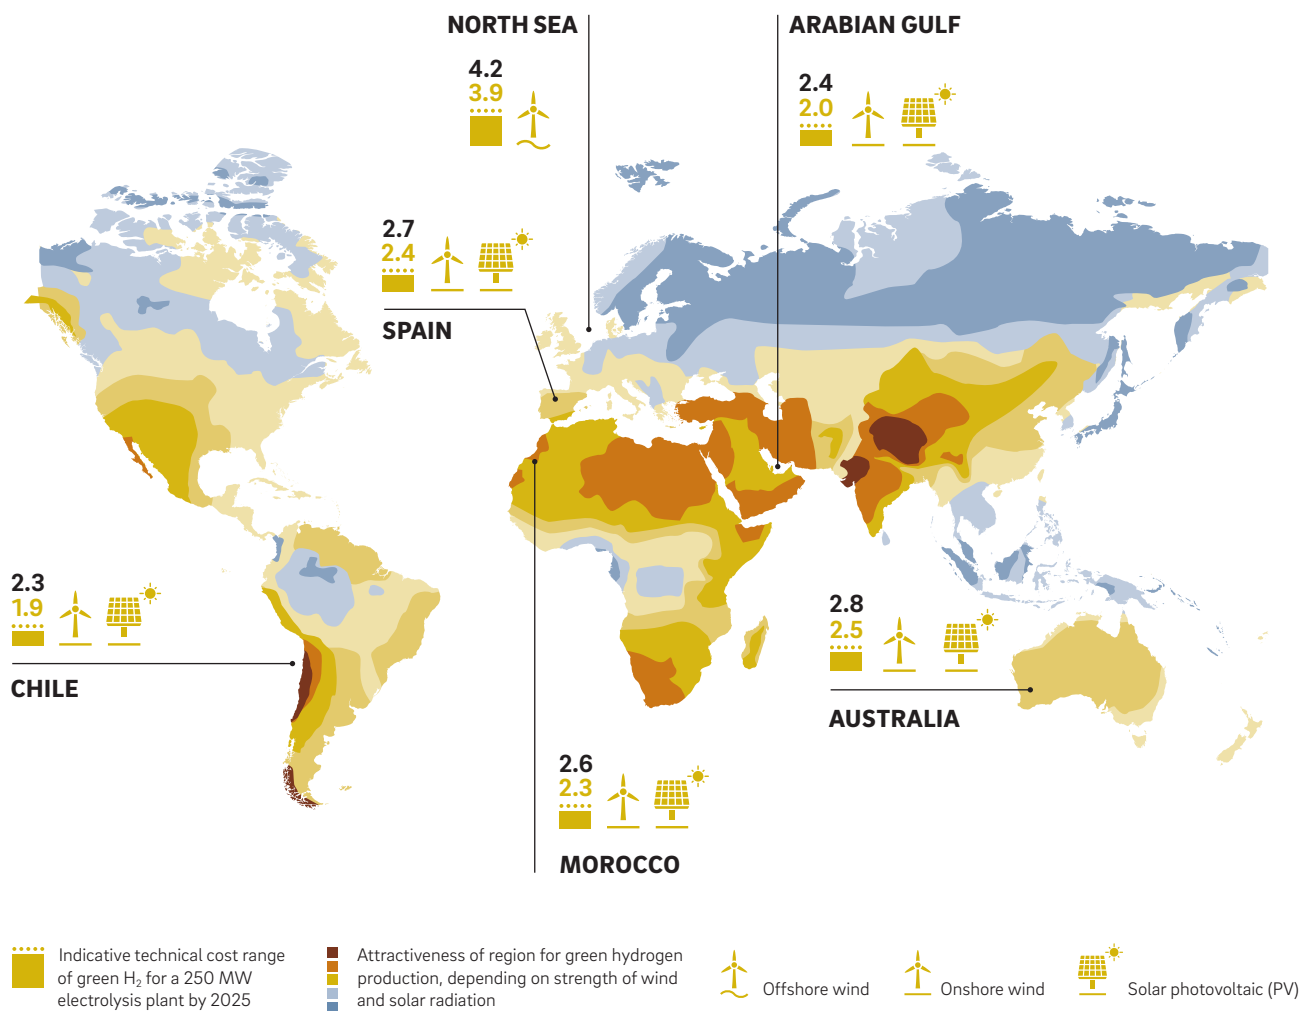 NORTH SEA
4.2
3.9
ARABIAN GULF
2.4
2.0
2.7
2.4
SPAIN
2.3
1.9
CHILE
2.8
2.5
AUSTRALIA
2.6
2.3
MOROCCO
Indicative technical cost range
of green H₂ for a 250 MW
electrolysis plant by 2025
Attractiveness of region for green hydrogen
production, depending on strength of wind
and solar radiation
Offshore wind
Onshore wind
Solar photovoltaic (PV)